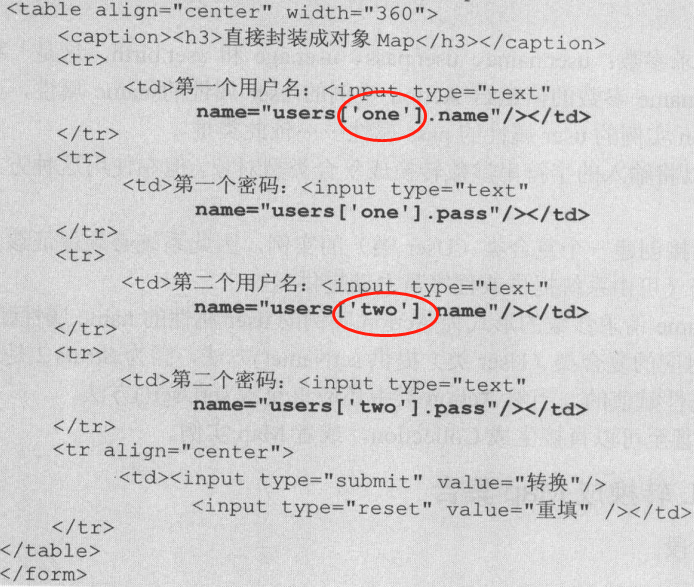 <table align="center" width="360">
<caption><h3>直接封装成对象 Map</h3></caption>
<tr>
<td>第一个用户名：<input type="text"
name="users['one'].name"/></td>
</tr>
<tr>
<td>第一个密码：<input type="text"
name="users['one'].pass"/></td>
</tr>
<tr>
<td>第二个用户名：<input type="text"
name="users['two'].name"/></td>
</tr>
<tr>
<td>第二个密码：<input type="text"
name="users['two'].pass"/></td>
</tr>
<tr align="center">
<td><input type="submit" value="转换"/>
<input type="reset" value="重填" /></td>
</tr>
</table>
</form>